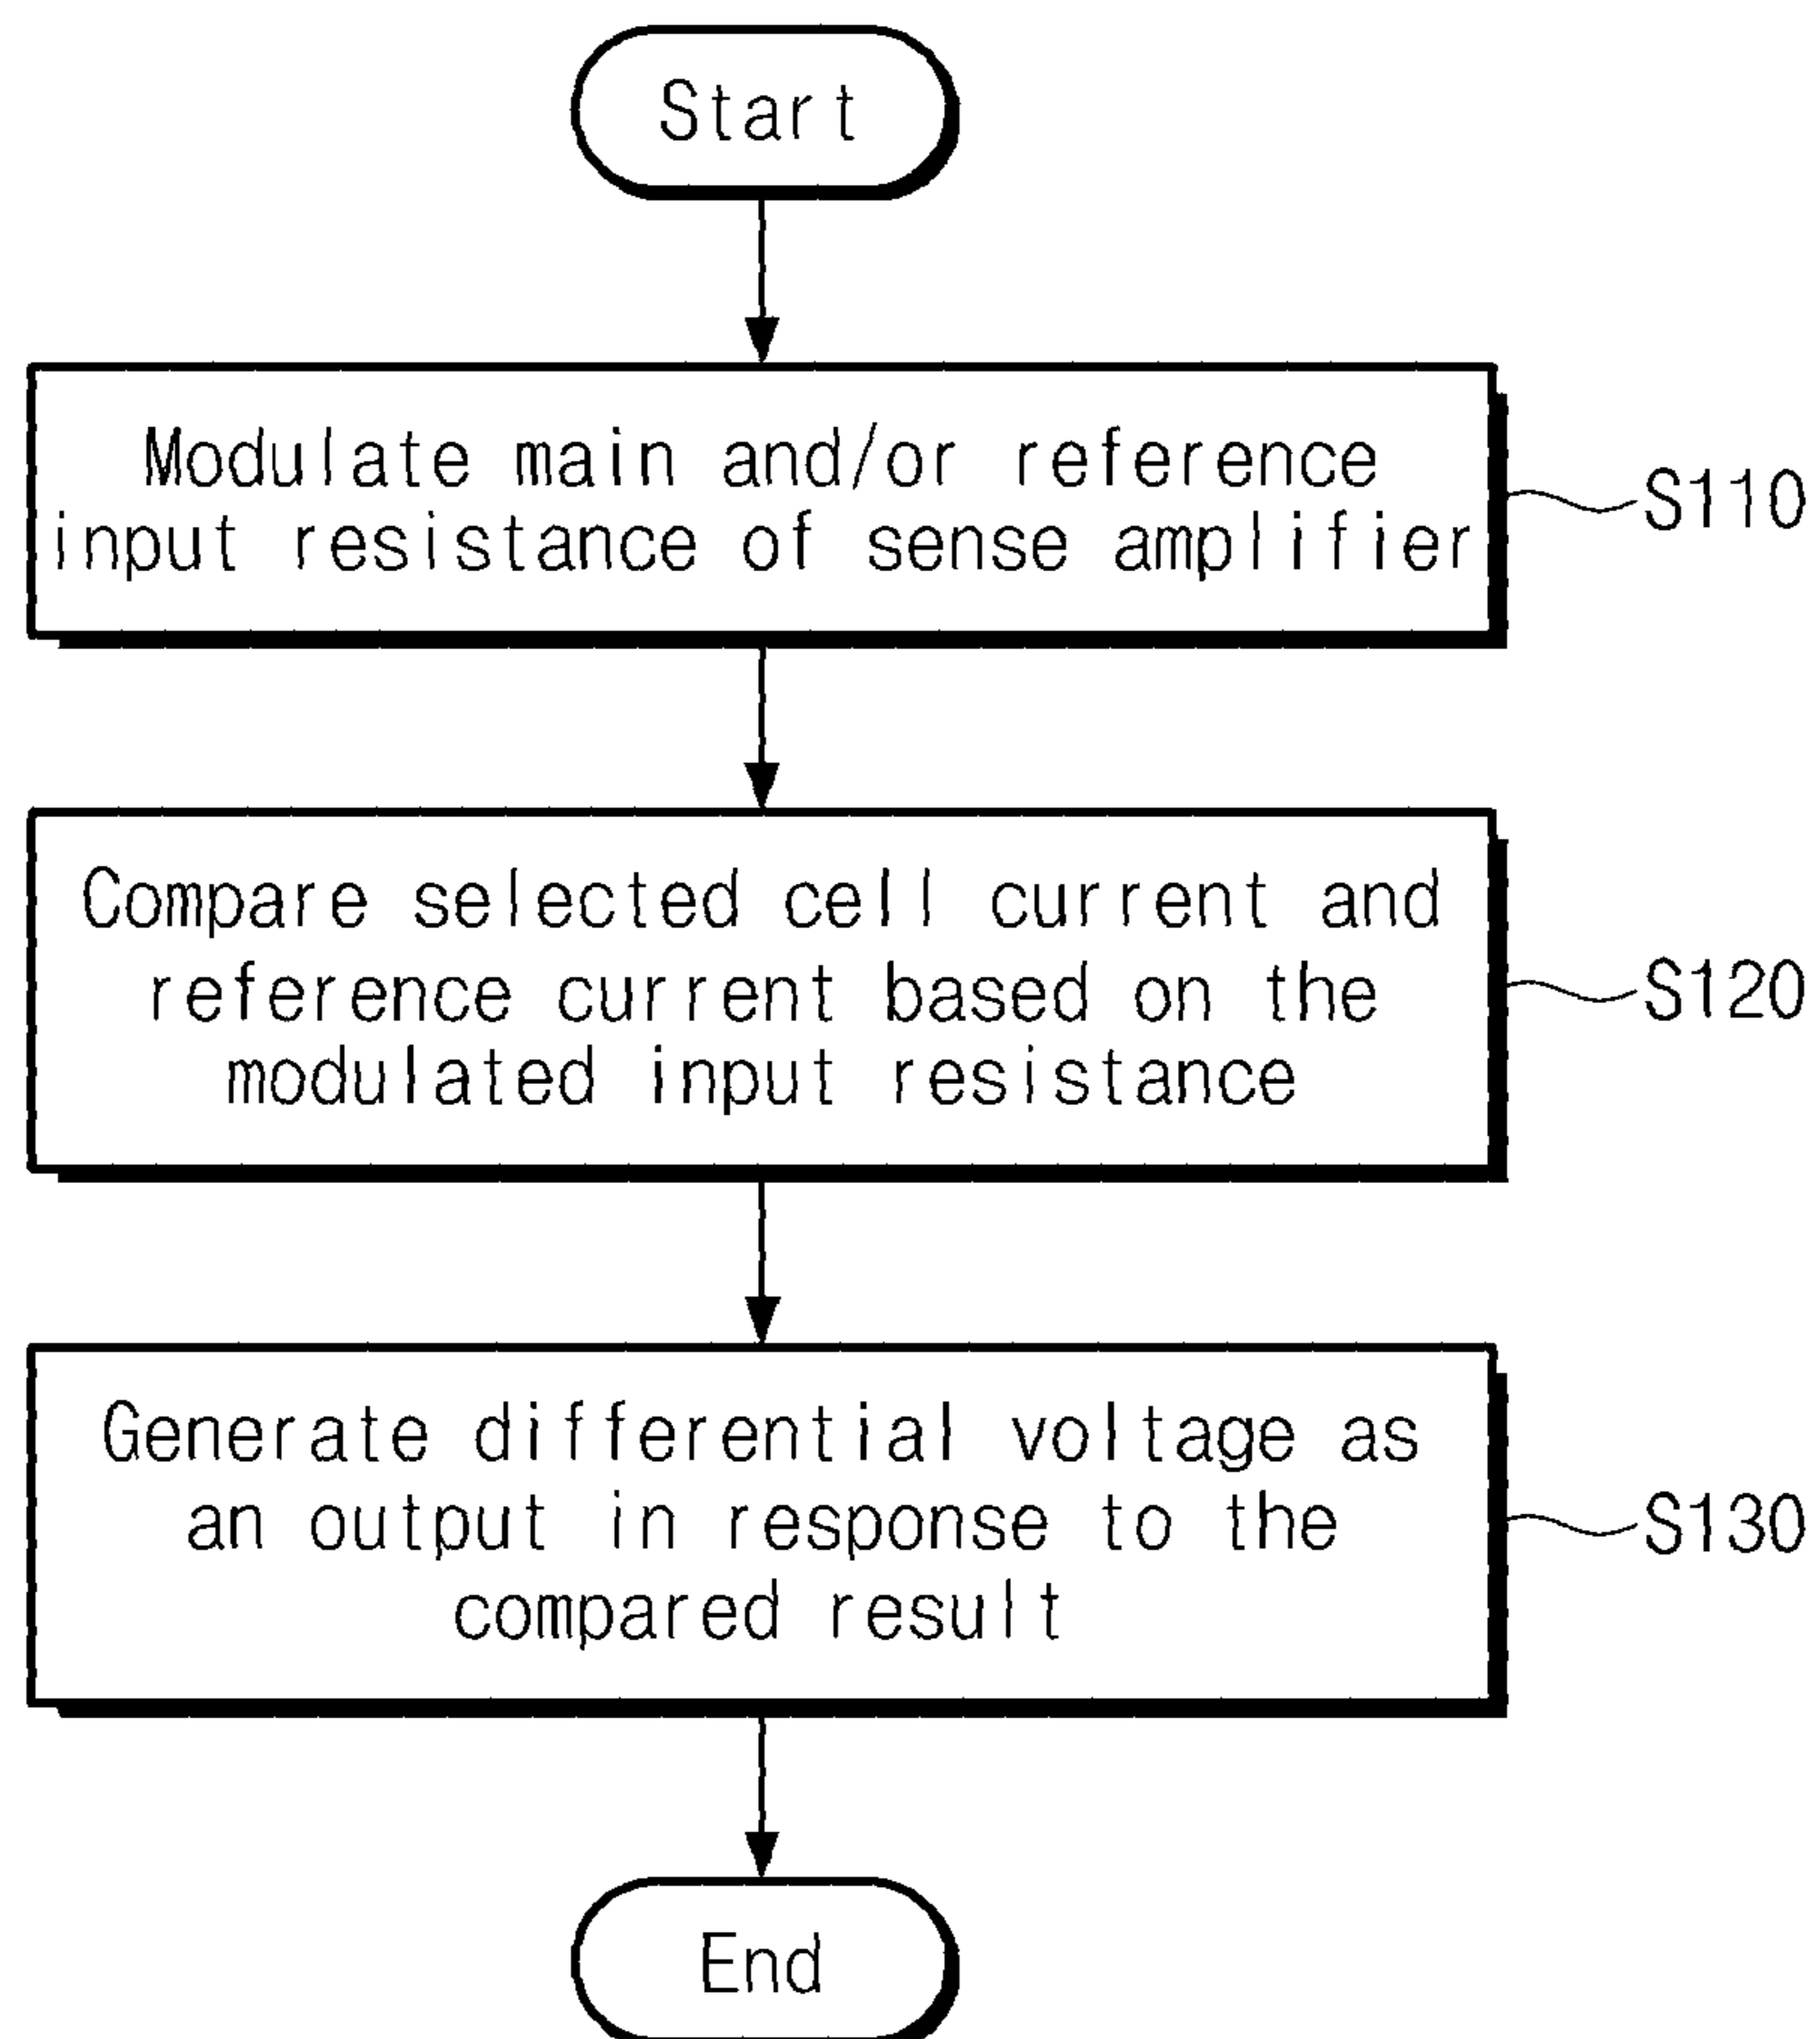 Start
Modulate main and/or reference
input resistance of sense amplifier
S110
Compare selected cell current and
reference current based on the
modulated input resistance
S120
Generate differential voltage as
an output in response to the
compared result
S130
End